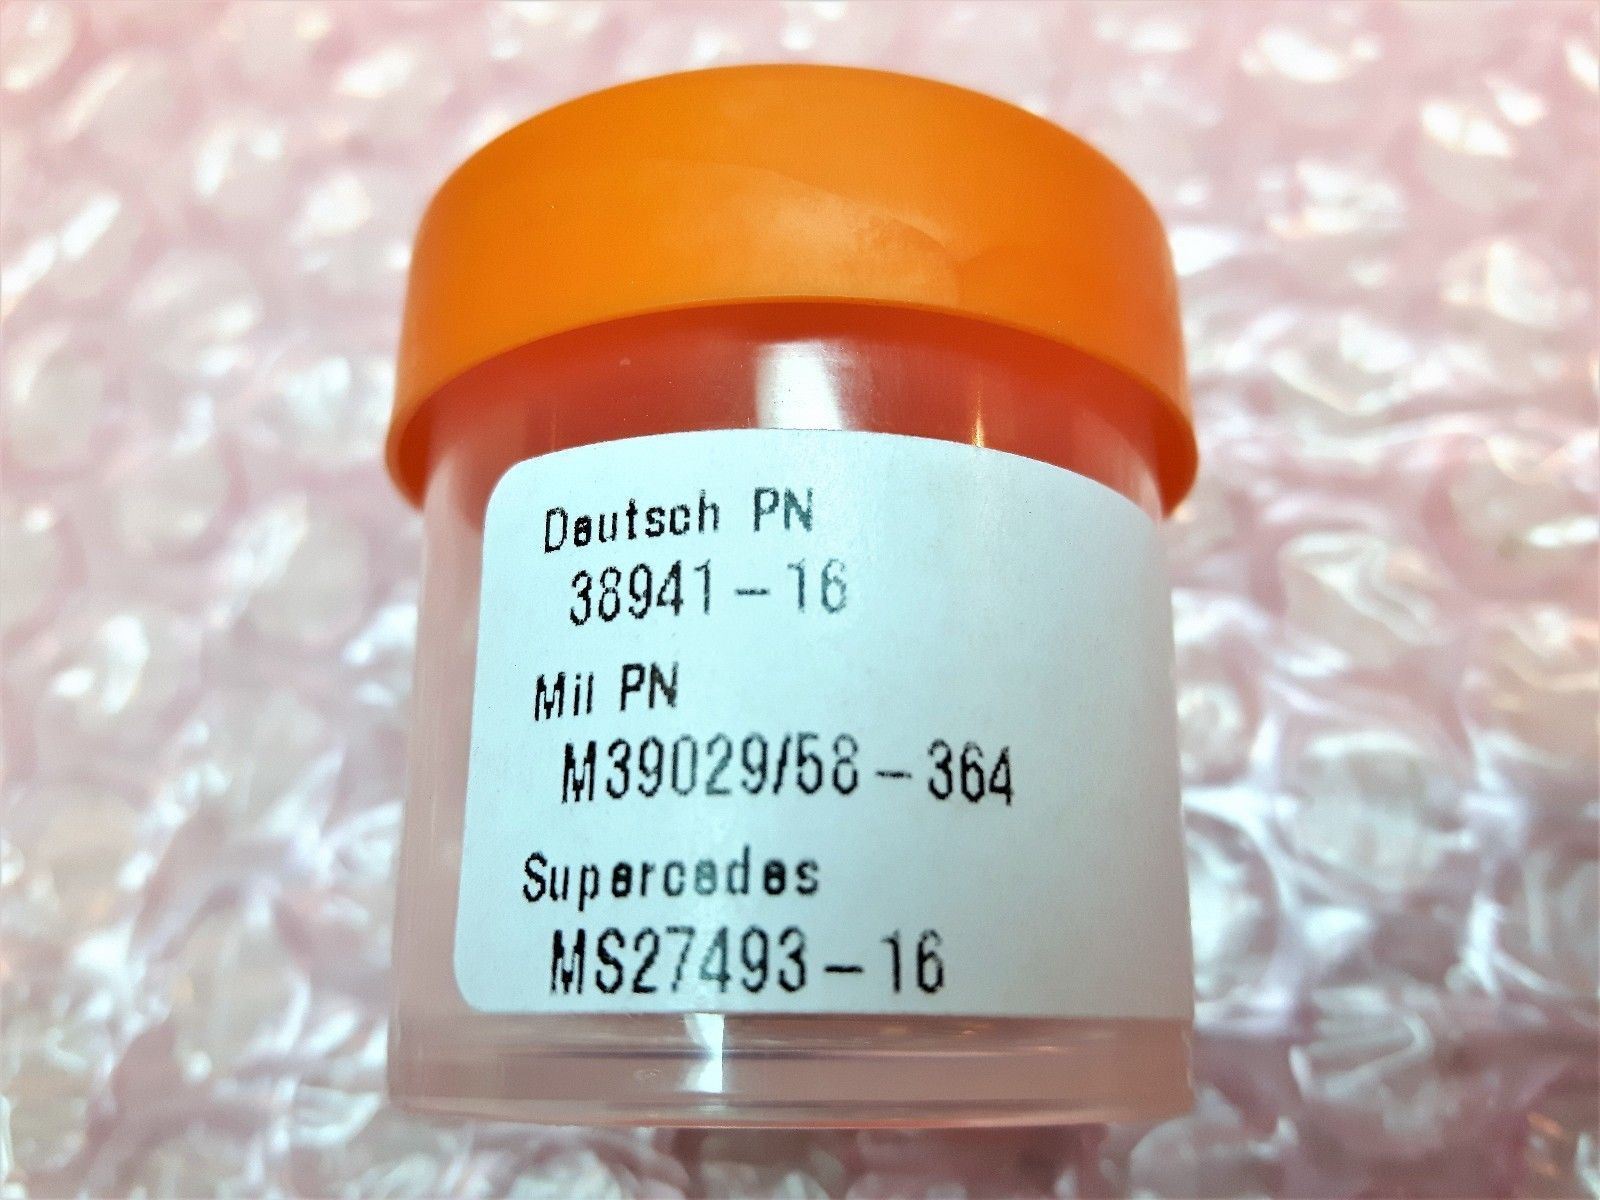 Deutsch PN
38941-16
Mil PN
M39029/58-364
Supercedes
MS27493-16